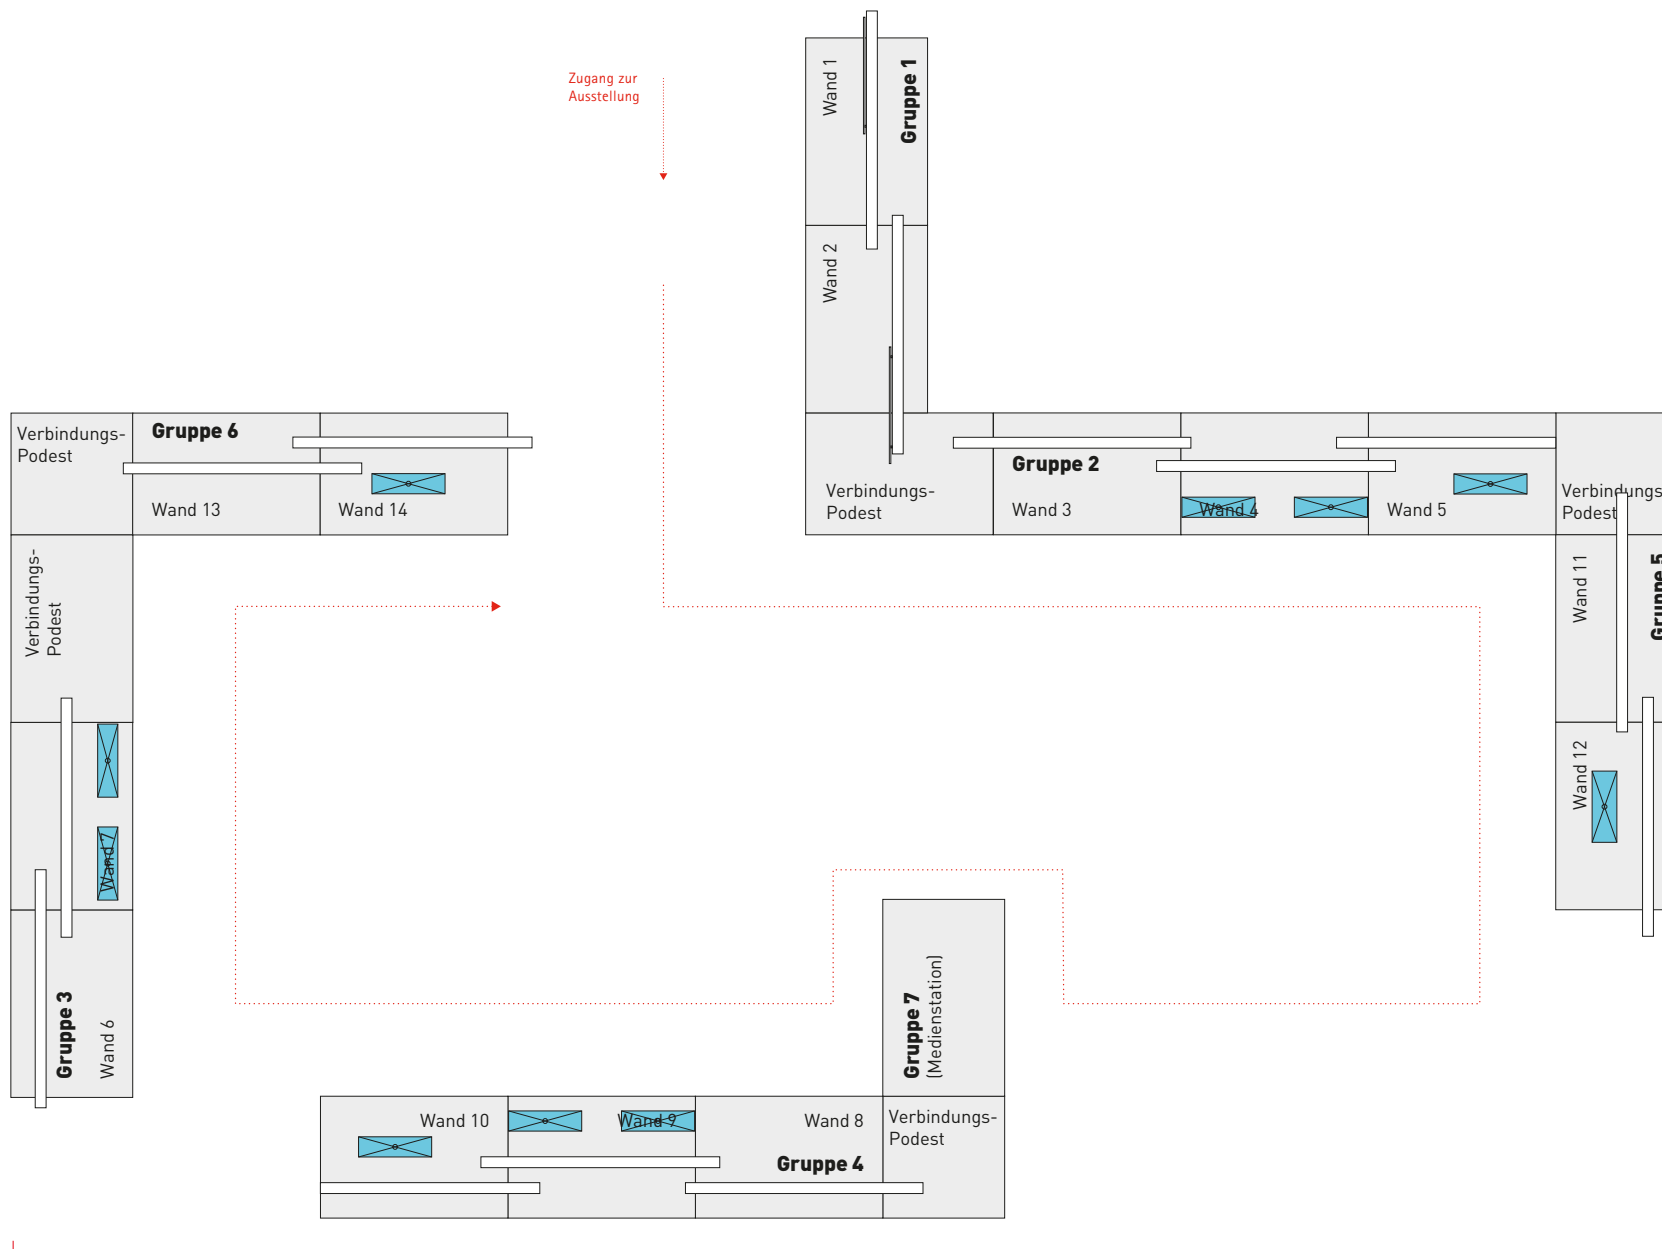 Zugang zur
Ausstellung
Wand 1
Gruppe 1
Wand 2
Verbindungs-
Podest
Gruppe 6
Wand 13
Wand 14
Verbindungs-
Podest
Gruppe 2
Wand 3
Wand 4
Wand 5
Verbindungs
Podest
Verbindungs-
Podest
Wand 11
Gruppe 5
Wand 12
Wand 7
Gruppe 3
Wand 6
Gruppe 7
(Medienstation)
Wand 10
Wand 9
Wand 8
Gruppe 4
Verbindungs-
Podest